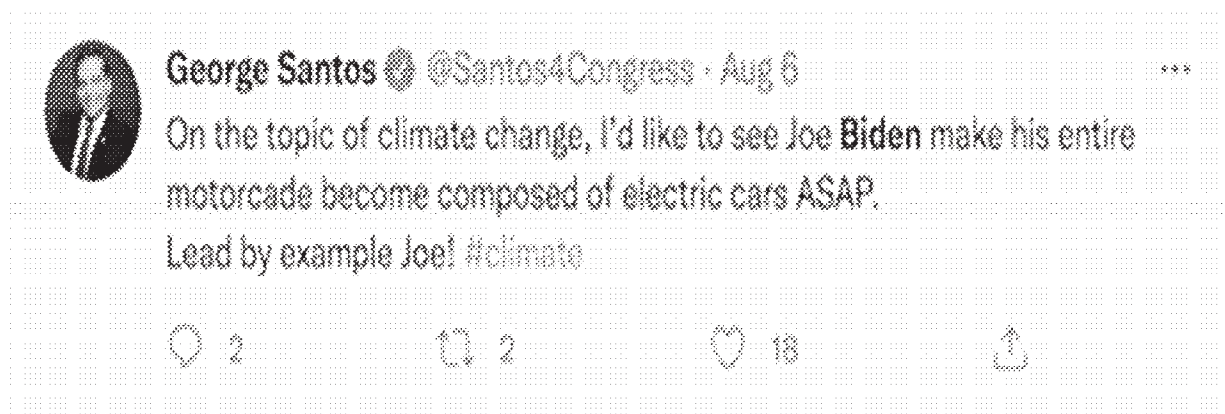 George Santos @Santos4Congress · Aug 6
On the topic of climate change, I'd like to see Joe Biden make his entire
motorcade become composed of electric cars ASAP.
Lead by example Joe! #climate
2 2 18